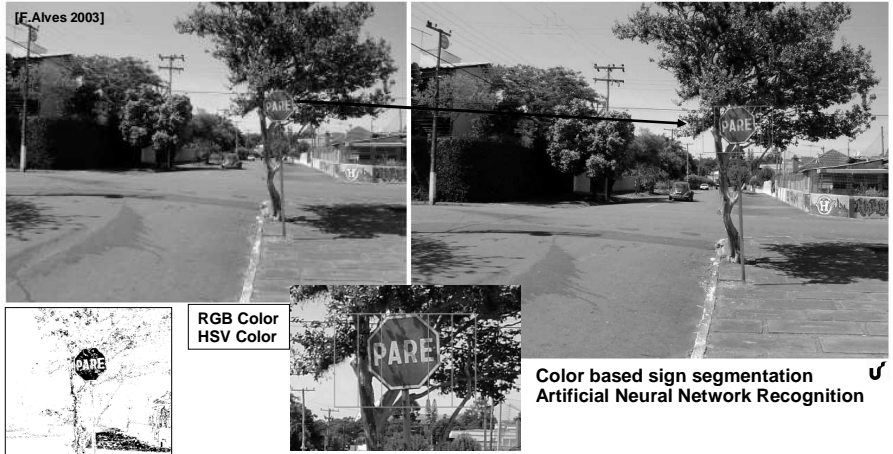 [F.Alves 2003]
PARE
PARE
PARE
RGB Color
HSV Color
PARE
Color based sign segmentation
Artificial Neural Network Recognition